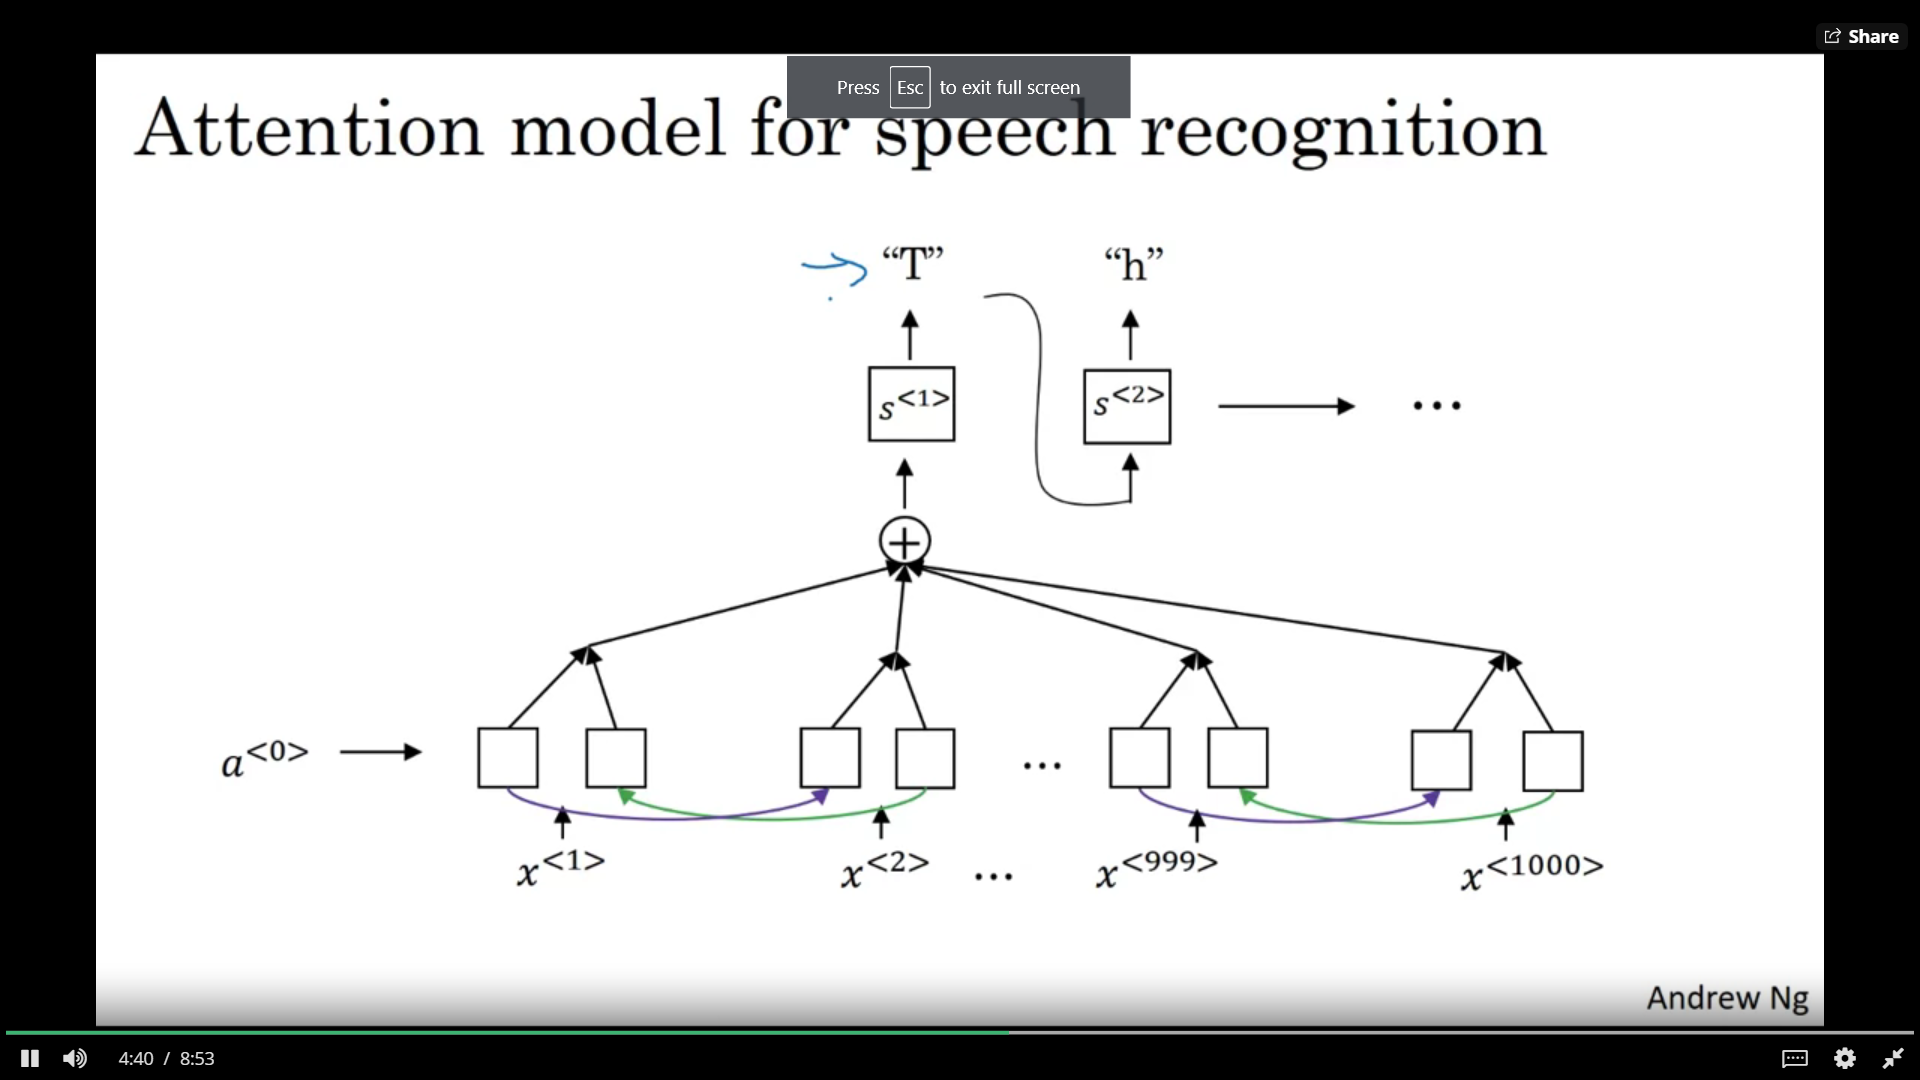 Share
Press Esc to exit full screen
Attention model for speech recognition
“T” “h”
s<1> s<2> ...
+
a<0> ...
x<1> x<2> ... x<999> x<1000>
Andrew Ng
4:40 / 8:53